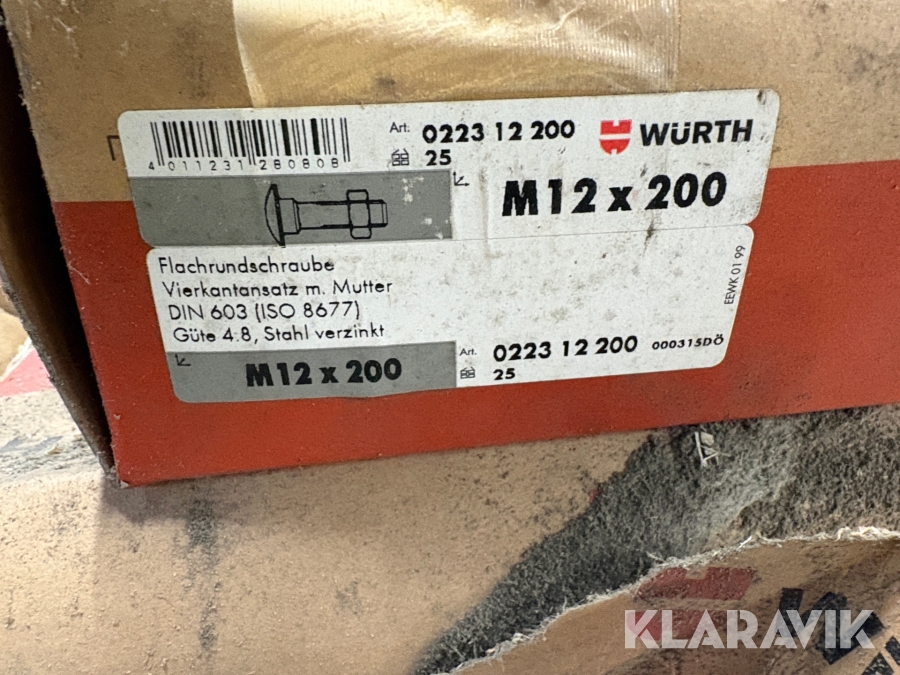 Art. 0223 12 200
25
WÜRTH
4 011231 280808
M12 x 200
Flachrundschraube
Vierkantansatz m. Mutter
DIN 603 (ISO 8677)
Güte 4.8, Stahl verzinkt
EEWK 01 99
M12 x 200
Art. 0223 12 200
25
000315DÖ
KLARAVIK